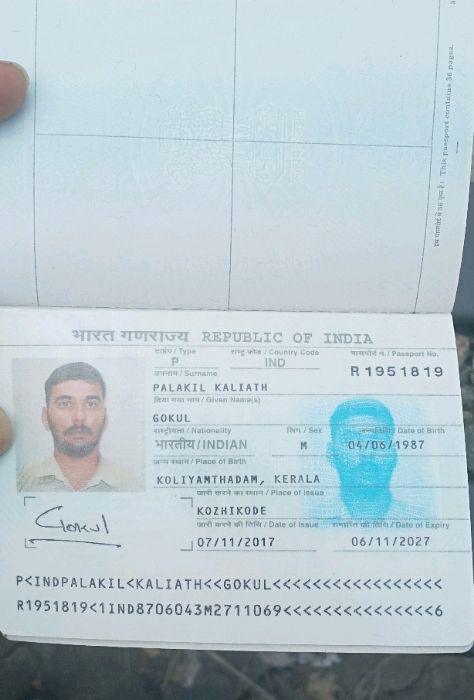 इस पासपोर्ट में 36 पृष्ठ हैं। This passport contains 36 pages.
भारत गणराज्य REPUBLIC OF INDIA
टाईप / Type राष्ट्र कोड / Country Code पासपोर्ट न. / Passport No.
P IND R 1951819
उपनाम / Surname
PALAKIL KALIATH
दिया गया नाम / Given Name(s)
GOKUL
राष्ट्रीयता / Nationality लिंग / Sex जन्मतिथि / Date of Birth
भारतीय/INDIAN M 04/06/1987
जन्म स्थान / Place of Birth
KOLIYAMTHADAM, KERALA
जारी करने का स्थान / Place of Issue
KOZHIKODE
जारी करने की तिथि / Date of Issue समाप्ति की तिथि / Date of Expiry
07/11/2017 06/11/2027
Gokul
P<INDPALAKIL<KALIATH<<GOKUL<<<<<<<<<<<<<<<<<
R1951819<1IND8706043M2711069<<<<<<<<<<<<<<<6